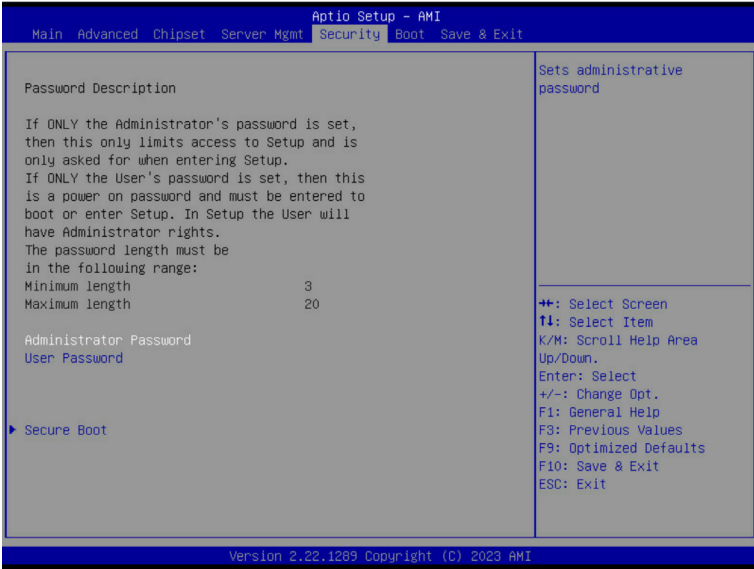 Aptio Setup – AMI
Main Advanced Chipset Server Mgmt Security Boot Save & Exit
Password Description
If ONLY the Administrator's password is set,
then this only limits access to Setup and is
only asked for when entering Setup.
If ONLY the User's password is set, then this
is a power on password and must be entered to
boot or enter Setup. In Setup the User will
have Administrator rights.
The password length must be
in the following range:
Minimum length 3
Maximum length 20
Administrator Password
User Password
Secure Boot
Sets administrative
password
→←: Select Screen
↑↓: Select Item
K/M: Scroll Help Area
Up/Down.
Enter: Select
+/-: Change Opt.
F1: General Help
F3: Previous Values
F9: Optimized Defaults
F10: Save & Exit
ESC: Exit
Version 2.22.1289 Copyright (C) 2023 AMI